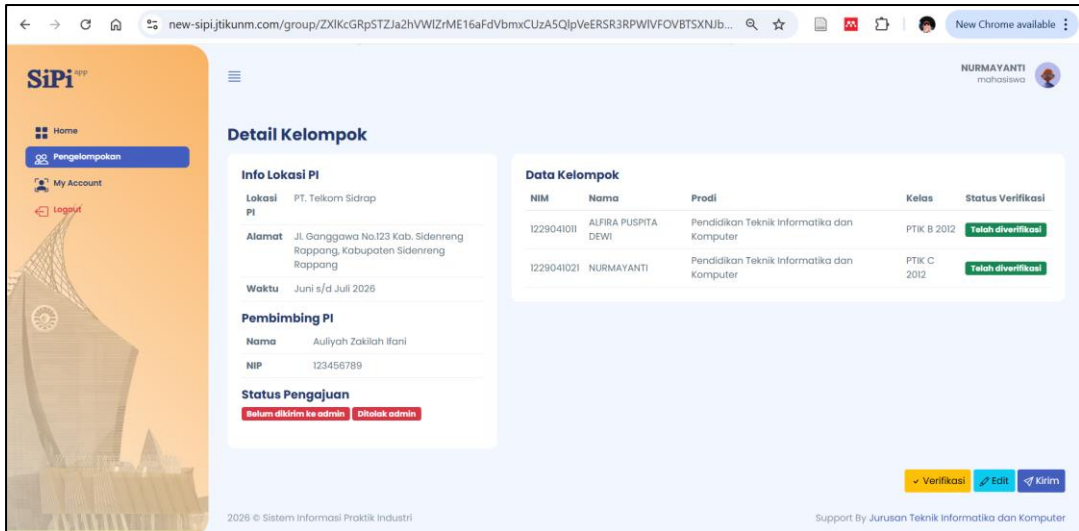 new-sipi.jtikunm.com/group/ZXlKcGRpSTZJa2hVWlZrME16aFdVbmxCUzA5QlpVeERSR3RPWlVFOVBTSXNJb...
New Chrome available
SiPi app
NURMAYANTI
mahasiswa
Home
Pengelompokan
My Account
Logout
Detail Kelompok
Info Lokasi PI
Lokasi PI PT. Telkom Sidrap
Alamat Jl. Ganggawa No.123 Kab. Sidenreng
Rappang, Kabupaten Sidenreng
Rappang
Waktu Juni s/d Juli 2026
Pembimbing PI
Nama Auliyah Zakilah Ifani
NIP 123456789
Status Pengajuan
Belum dikirim ke admin Ditolak admin
Data Kelompok
NIM Nama Prodi Kelas Status Verifikasi
1229041011 ALFIRA PUSPITA DEWI Pendidikan Teknik Informatika dan Komputer PTIK B 2012 Telah diverifikasi
1229041021 NURMAYANTI Pendidikan Teknik Informatika dan Komputer PTIK C 2012 Telah diverifikasi
Verifikasi Edit Kirim
2026 © Sistem Informasi Praktik Industri
Support By Jurusan Teknik Informatika dan Komputer